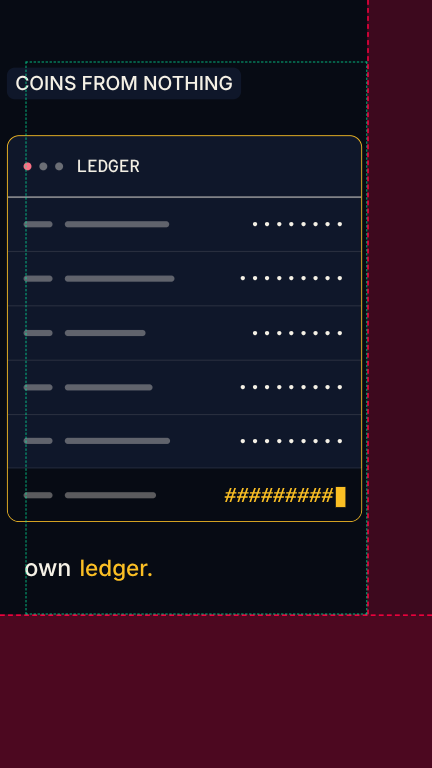 COINS FROM NOTHING
LEDGER
• • • • • • • •
• • • • • • • • •
• • • • • • • •
• • • • • • • • •
• • • • • • • • •
#########
own ledger.